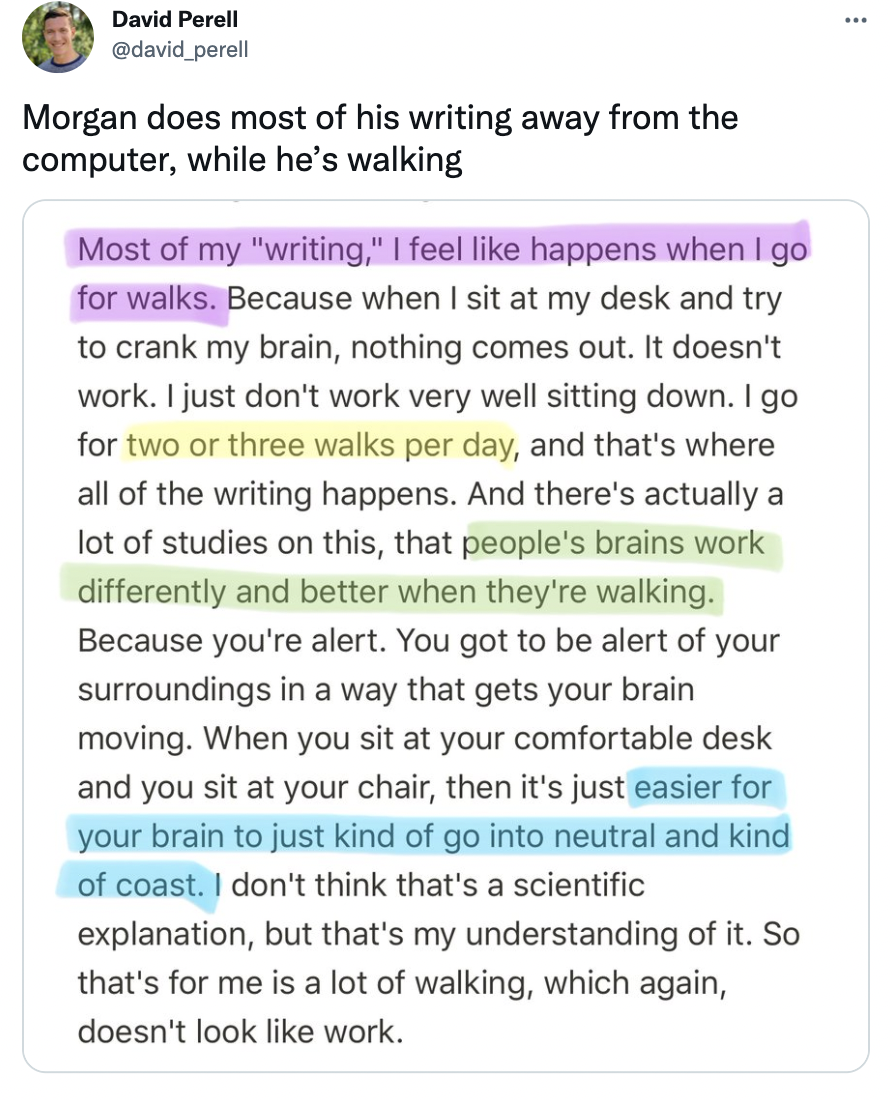 David Perell
@david_perell
Morgan does most of his writing away from the
computer, while he’s walking
Most of my "writing," I feel like happens when I go
for walks. Because when I sit at my desk and try
to crank my brain, nothing comes out. It doesn't
work. I just don't work very well sitting down. I go
for two or three walks per day, and that's where
all of the writing happens. And there's actually a
lot of studies on this, that people's brains work
differently and better when they're walking.
Because you're alert. You got to be alert of your
surroundings in a way that gets your brain
moving. When you sit at your comfortable desk
and you sit at your chair, then it's just easier for
your brain to just kind of go into neutral and kind
of coast. I don't think that's a scientific
explanation, but that's my understanding of it. So
that's for me is a lot of walking, which again,
doesn't look like work.